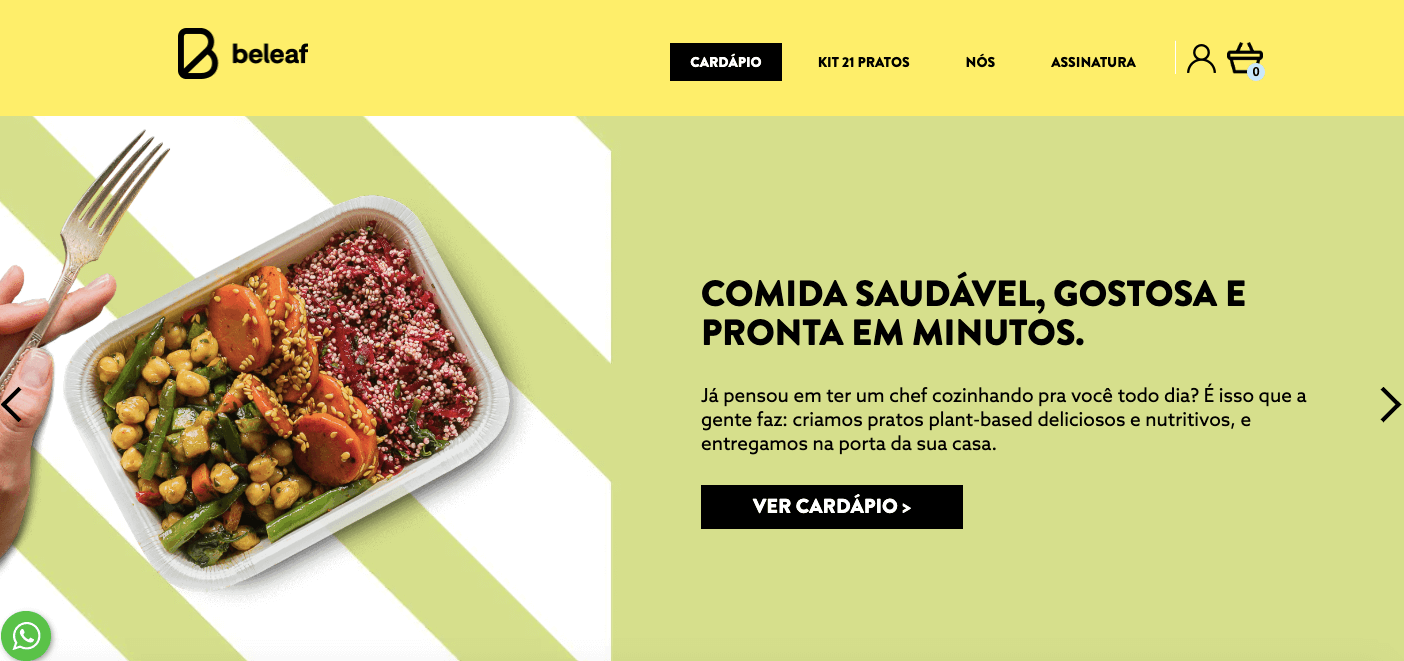 beleaf
CARDÁPIO
KIT 21 PRATOS
NÓS
ASSINATURA
0
COMIDA SAUDÁVEL, GOSTOSA E
PRONTA EM MINUTOS.
Já pensou em ter um chef cozinhando pra você todo dia? É isso que a
gente faz: criamos pratos plant-based deliciosos e nutritivos, e
entregamos na porta da sua casa.
VER CARDÁPIO >